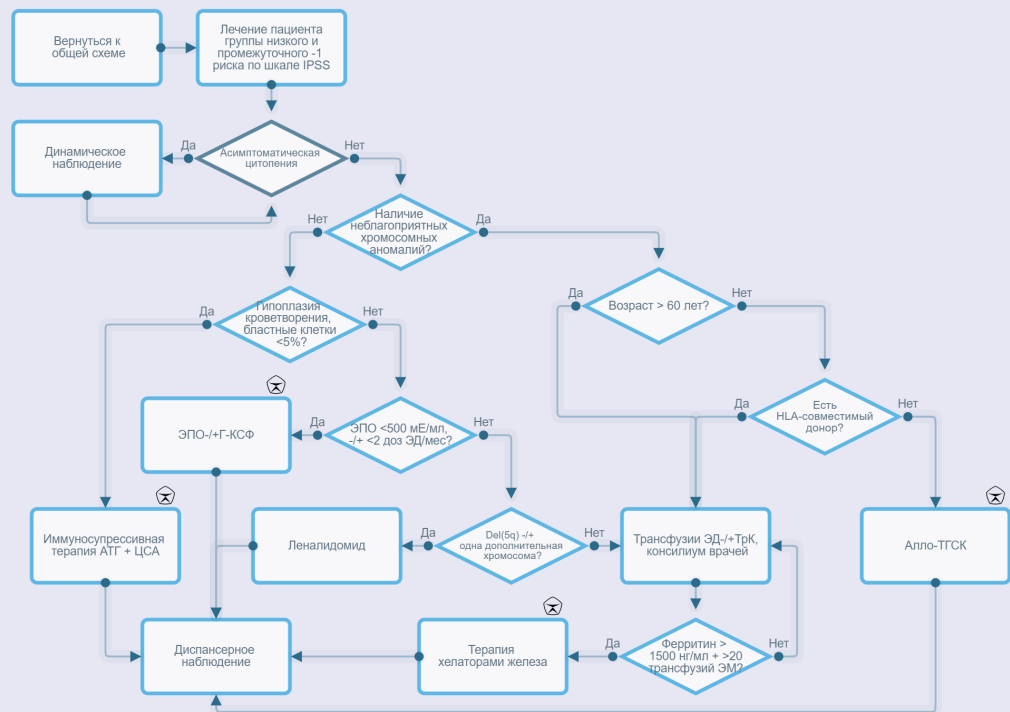 Вернуться к
общей схеме
Лечение пациента
группы низкого и
промежуточного -1
риска по шкале IPSS
Динамическое
наблюдение
Да
Асимптоматическая
цитопения
Нет
Нет
Наличие
неблагоприятных
хромосомных
аномалий?
Да
Да
Гипоплазия
кроветворения,
бластные клетки
<5%?
Нет
Да
Возраст > 60 лет?
Нет
ЭПО-/+Г-КСФ
Да
ЭПО <500 мЕ/мл,
-/+ <2 доз ЭД/мес?
Нет
Да
Есть
HLA-совместимый
донор?
Нет
Иммуносупрессивная
терапия АТГ + ЦСА
Леналидомид
Да
Del(5q) -/+
одна дополнительная
хромосома?
Нет
Трансфузии ЭД-/+ТрК,
консилиум врачей
Алло-ТГСК
Диспансерное
наблюдение
Терапия
хелаторами железа
Да
Ферритин >
1500 нг/мл + >20
трансфузий ЭМ?
Нет